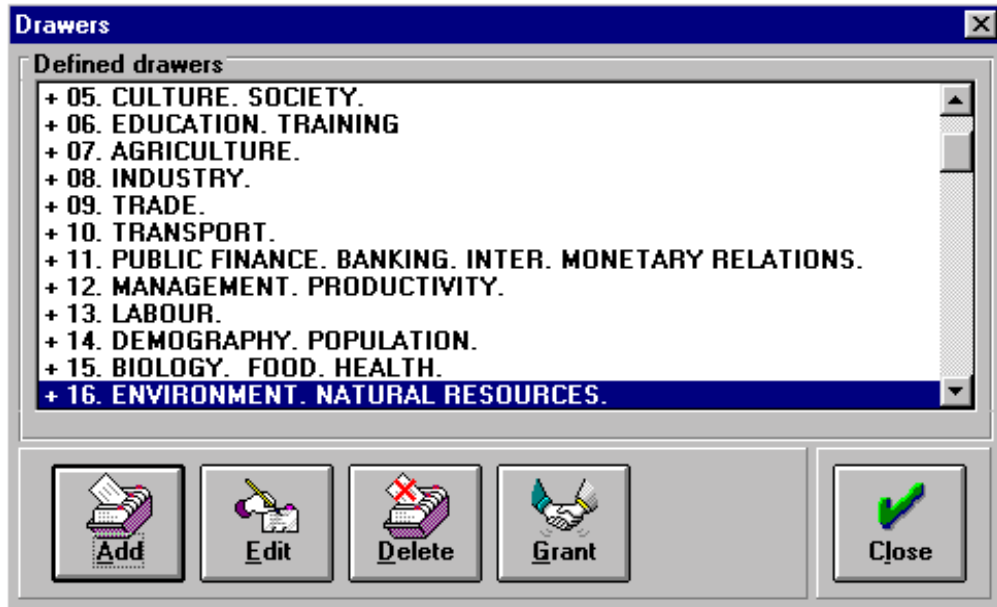 Drawers
Defined drawers
+ 05. CULTURE. SOCIETY.
+ 06. EDUCATION. TRAINING
+ 07. AGRICULTURE.
+ 08. INDUSTRY.
+ 09. TRADE.
+ 10. TRANSPORT.
+ 11. PUBLIC FINANCE. BANKING. INTER. MONETARY RELATIONS.
+ 12. MANAGEMENT. PRODUCTIVITY.
+ 13. LABOUR.
+ 14. DEMOGRAPHY. POPULATION.
+ 15. BIOLOGY.  FOOD. HEALTH.
+ 16. ENVIRONMENT. NATURAL RESOURCES.
Add Edit Delete Grant Close